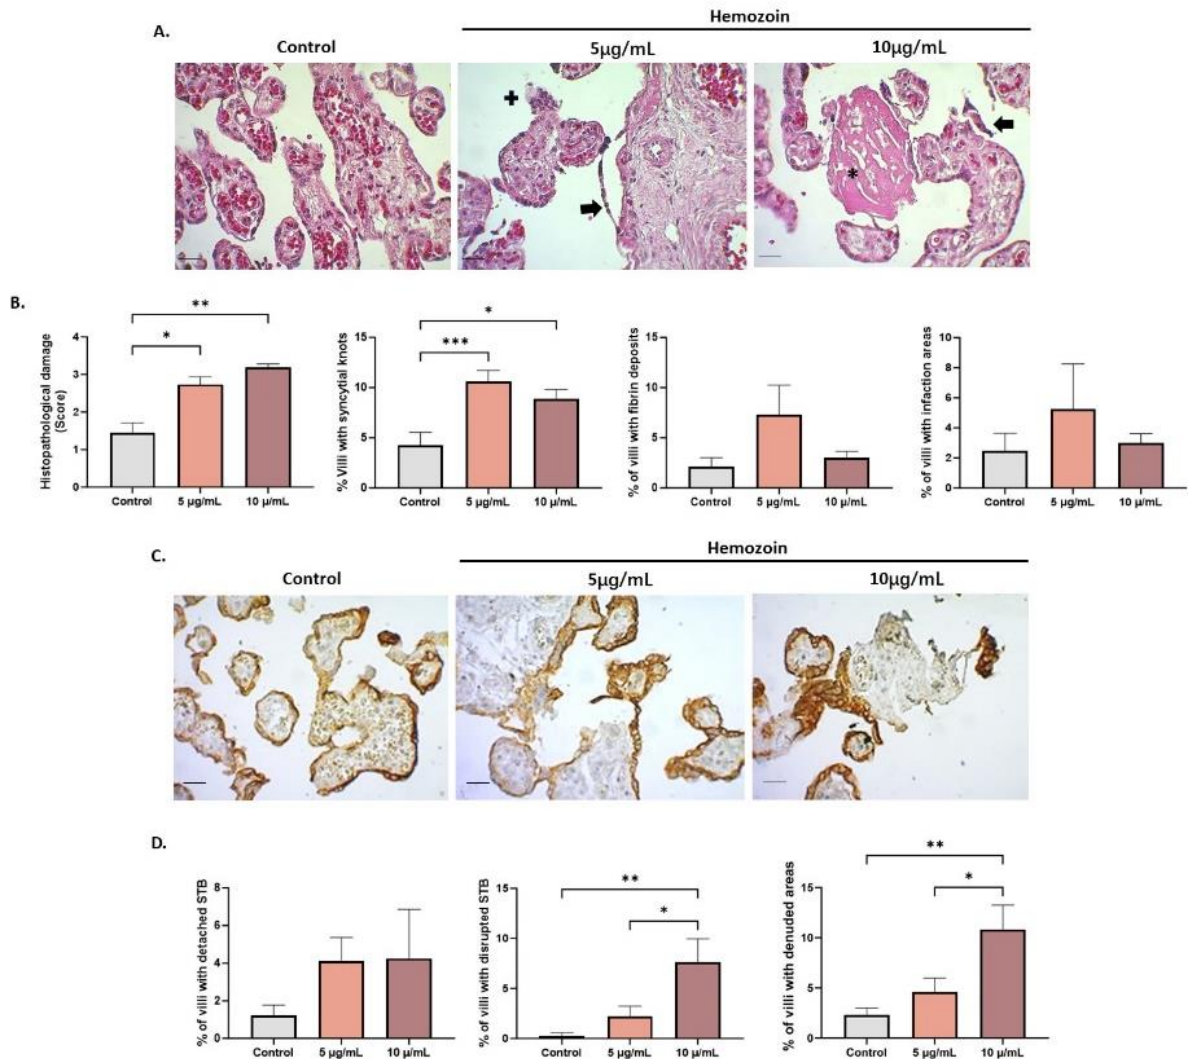 Hemozoin
A.
Control
5μg/mL
10μg/mL
+
*
B.
Histopathological damage
(Score)
4
3
2
1
0
*
**
Control
5 μg/mL
10 μ/mL
% Villi with syncytial knots
15
10
5
0
***
*
Control
5 μg/mL
10 μ/mL
% of villi with fibrin deposits
15
10
5
0
Control
5 μg/mL
10 μ/mL
% of villi with infaction areas
10
8
6
4
2
0
Control
5 μg/mL
10 μ/mL
C.
Hemozoin
Control
5μg/mL
10μg/mL
D.
% of villi with detached STB
8
6
4
2
0
Control
5 μg/mL
10 μ/mL
% of villi with disrupted STB
15
10
5
0
**
*
Control
5 μg/mL
10 μ/mL
% of villi with denuded areas
15
10
5
0
**
*
Control
5 μg/mL
10 μ/mL